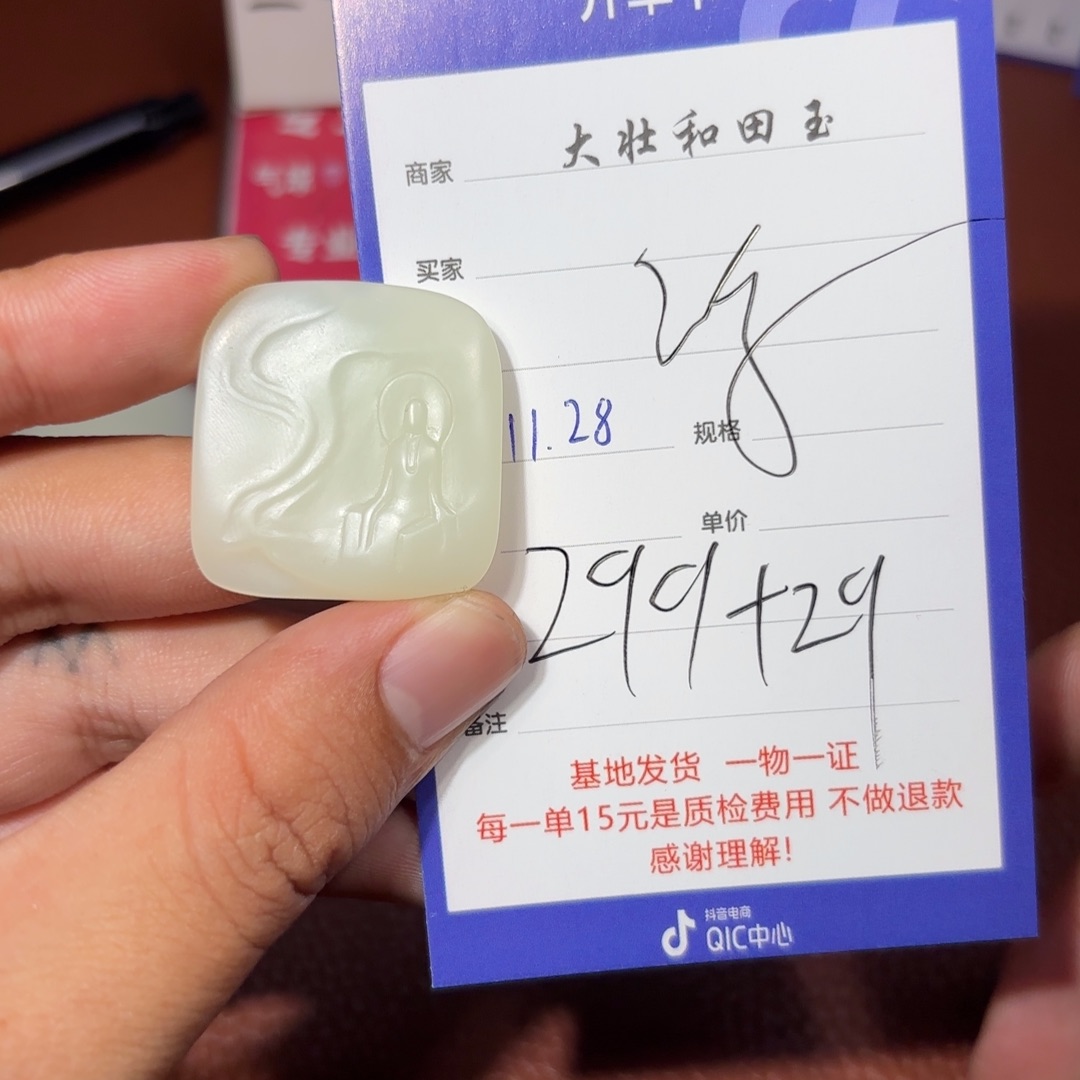 大壮和田玉
商家
买家
11.28
规格
单价
299+29
备注
基地发货 一物一证
每一单15元是质检费用 不做退款
感谢理解!
抖音电商
QIC中心
专业